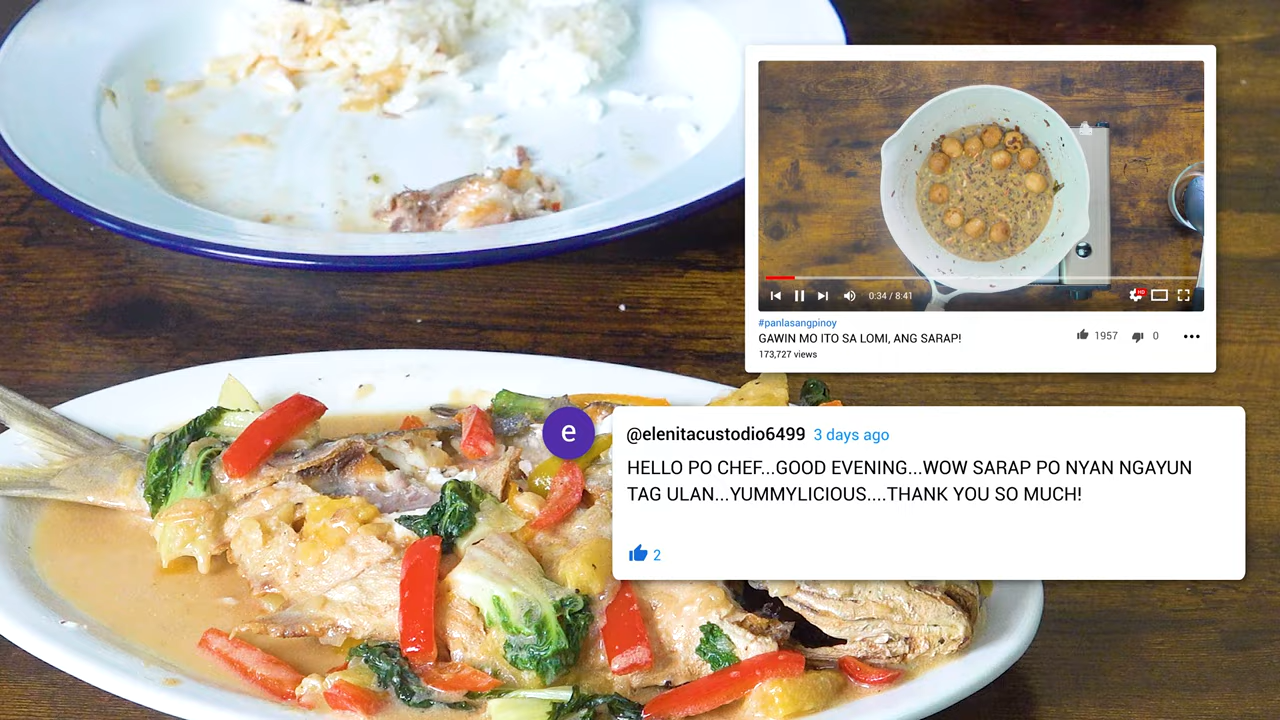 0:34 / 8:41
HD
#panlasangpinoy
GAWIN MO ITO SA LOMI, ANG SARAP!
1957
0
173,727 views
e
@elenitacustodio6499 3 days ago
HELLO PO CHEF...GOOD EVENING...WOW SARAP PO NYAN NGAYUN
TAG ULAN...YUMMYLICIOUS....THANK YOU SO MUCH!
2